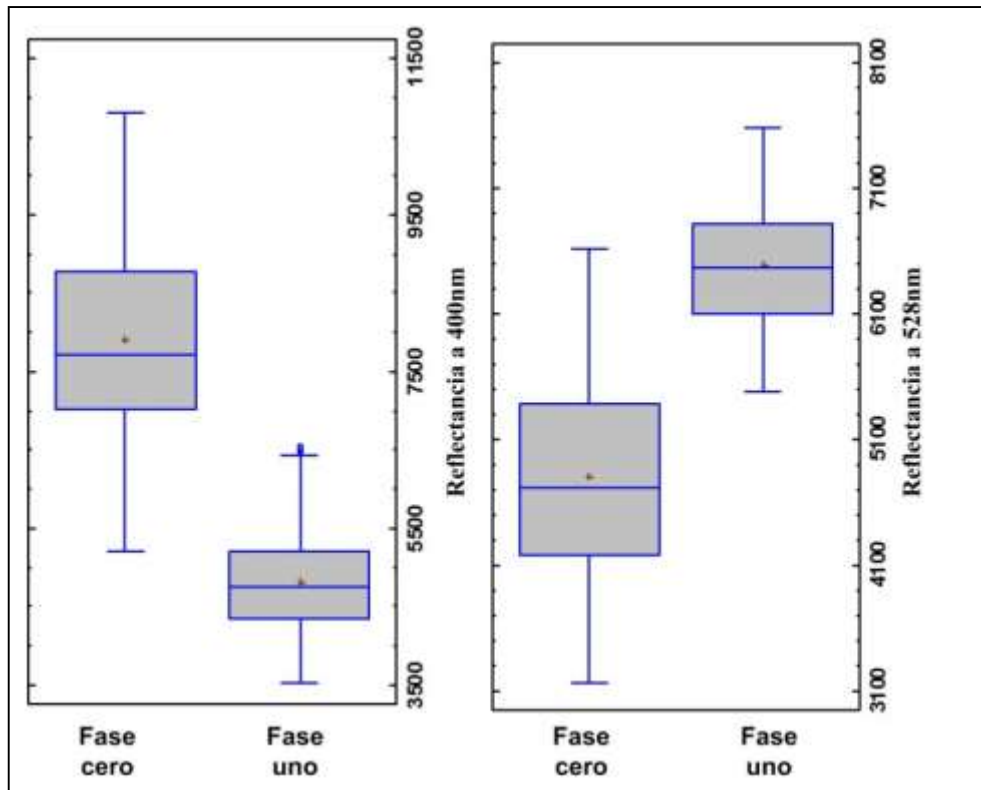 11500
9500
7500
5500
3500
Reflectancia a 400nm
Fase
cero
Fase
uno
8100
7100
6100
5100
4100
3100
Reflectancia a 528nm
Fase
cero
Fase
uno